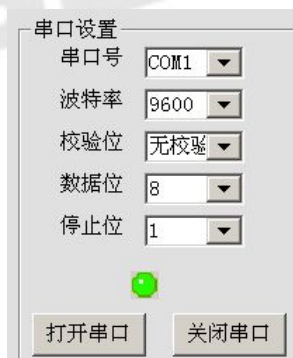 串口设置
串口号 COM1
波特率 9600
校验位 无校验
数据位 8
停止位 1
打开串口 关闭串口